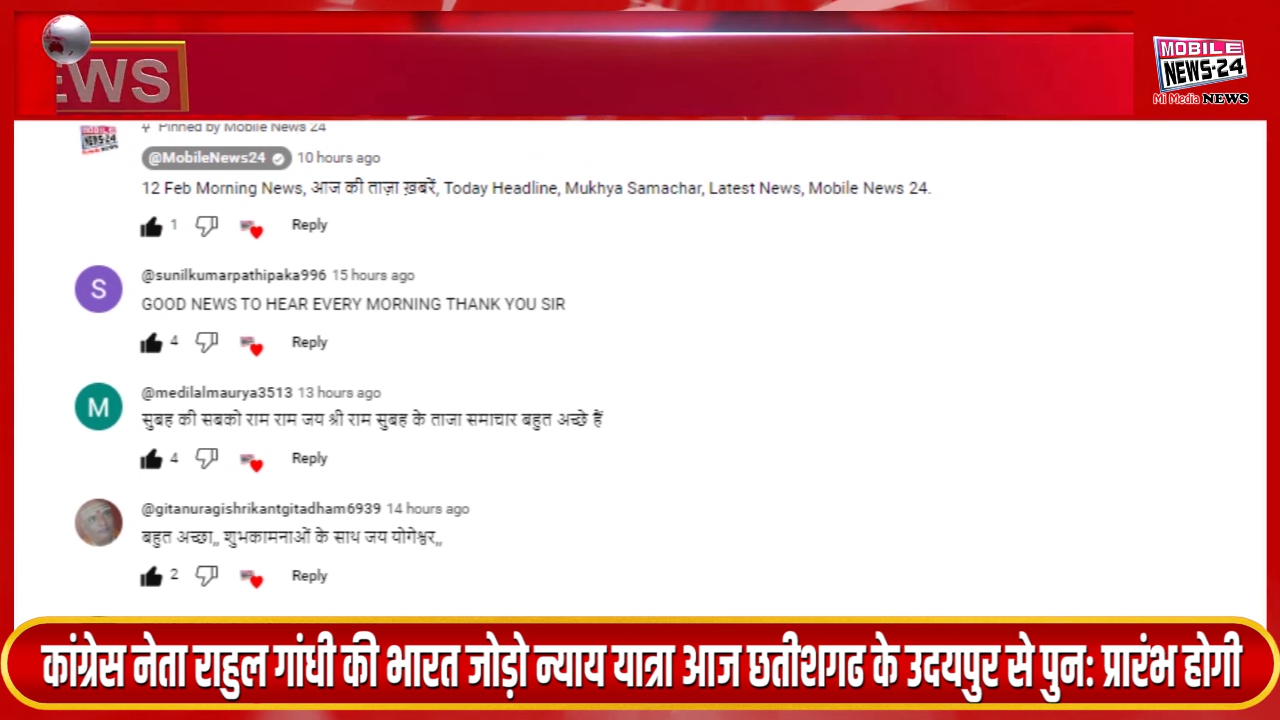 EWS
MOBILE
NEWS-24
Mi Media NEWS
Pinned by Mobile News 24
@MobileNews24 10 hours ago
12 Feb Morning News, आज की ताज़ा ख़बरें, Today Headline, Mukhya Samachar, Latest News, Mobile News 24.
1 Reply
S
@sunilkumarpathipaka996 15 hours ago
GOOD NEWS TO HEAR EVERY MORNING THANK YOU SIR
4 Reply
M
@medilalmaurya3513 13 hours ago
सुबह की सबको राम राम जय श्री राम सुबह के ताजा समाचार बहुत अच्छे हैं
4 Reply
@gitanuragishrikantgitadham6939 14 hours ago
बहुत अच्छा,, शुभकामनाओं के साथ जय योगेश्वर,,
2 Reply
कांग्रेस नेता राहुल गांधी की भारत जोड़ो न्याय यात्रा आज छतीशगढ के उदयपुर से पुन: प्रारंभ होगी